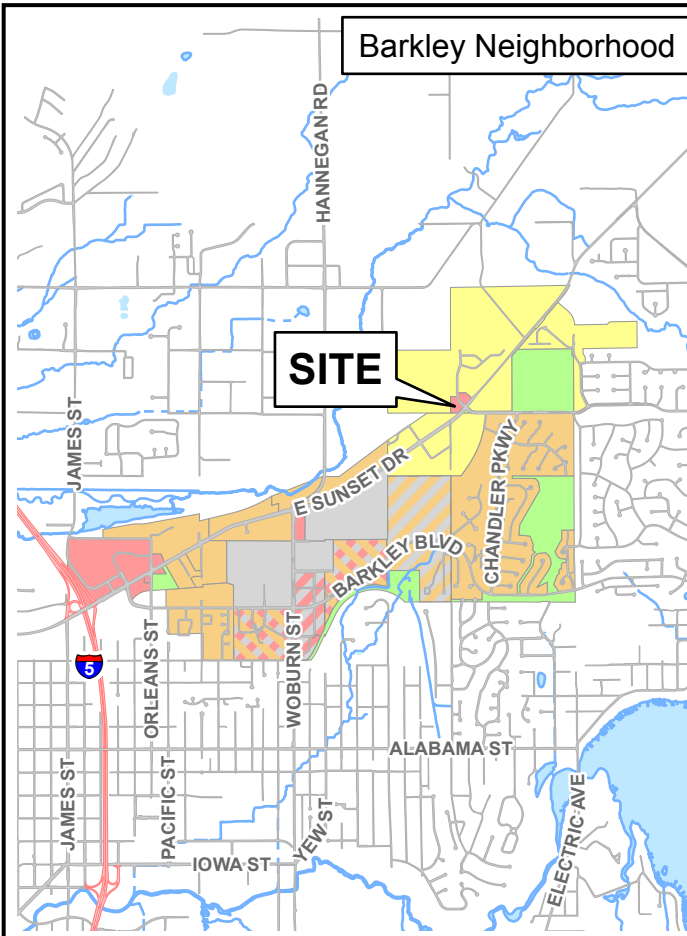 Barkley Neighborhood
HANNEGAN RD
SITE
JAMES ST
E SUNSET DR
CHANDLER PKWY
BARKLEY BLVD
ORLEANS ST
WOBURN ST
5
ALABAMA ST
JAMES ST
PACIFIC ST
YEW ST
ELECTRIC AVE
IOWA ST